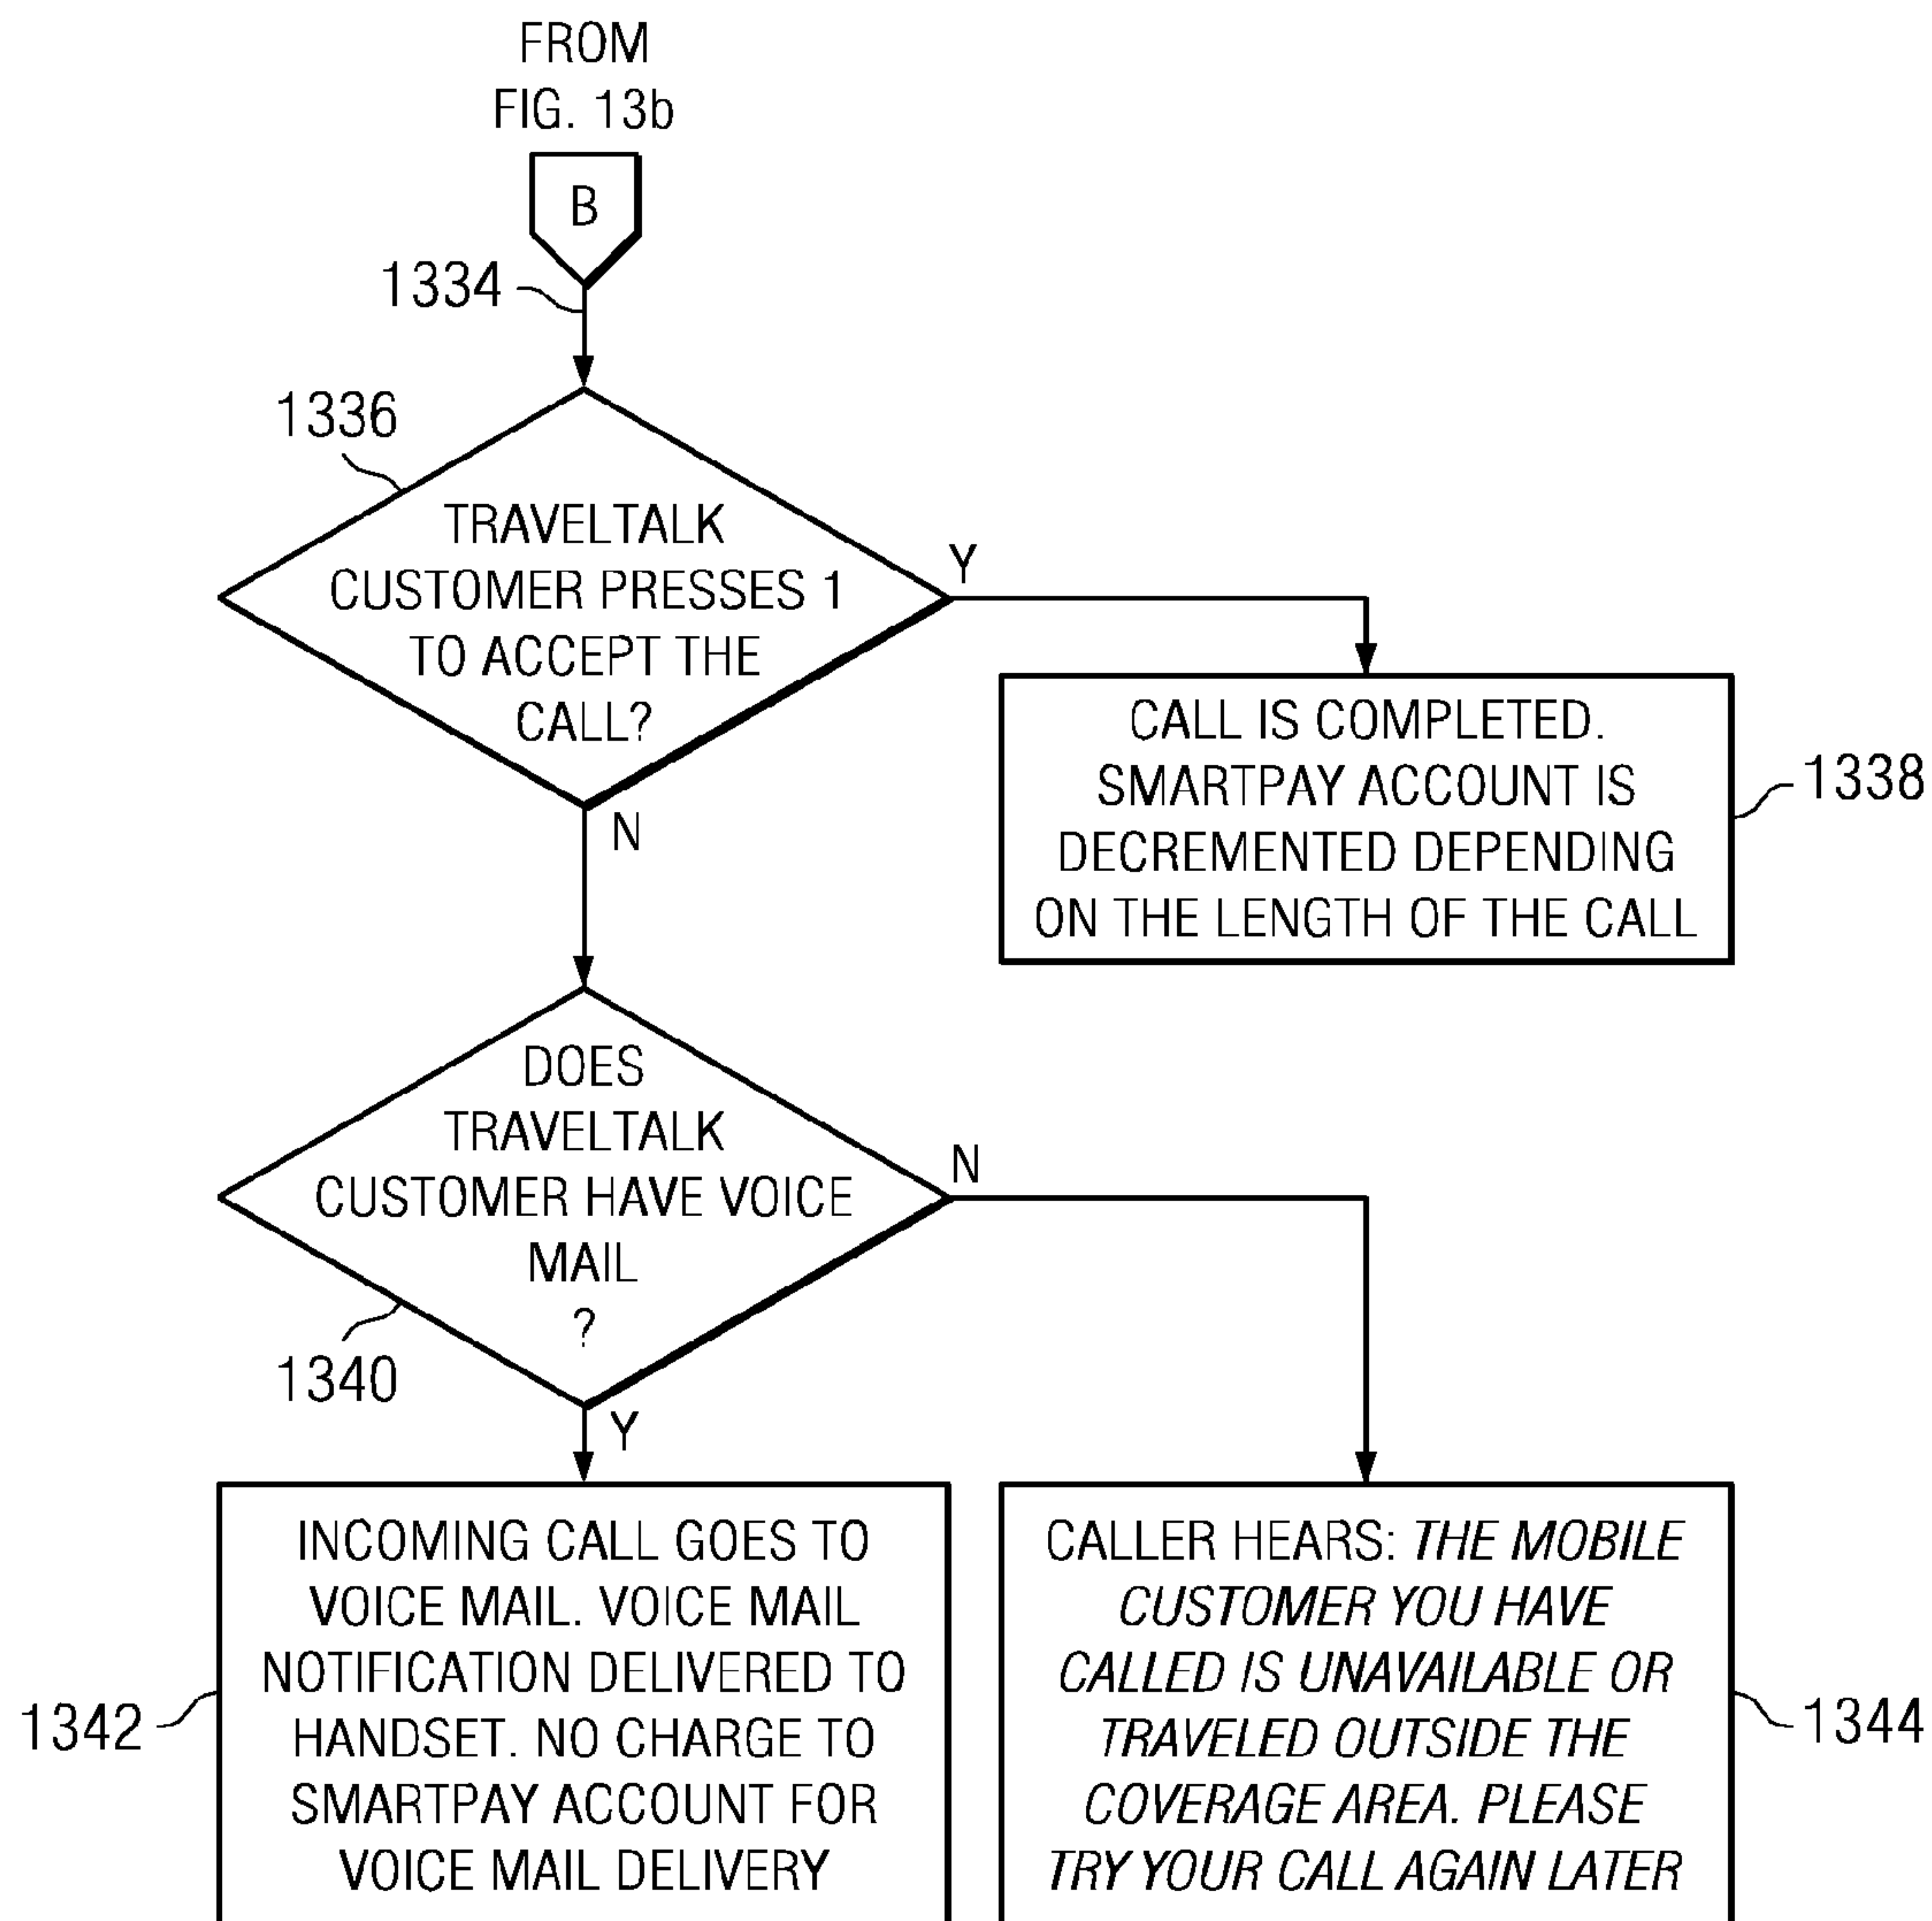 FROM
FIG. 13b
B
1334
1336
TRAVELTALK
CUSTOMER PRESSES 1
TO ACCEPT THE
CALL?
Y
N
CALL IS COMPLETED.
SMARTPAY ACCOUNT IS
DECREMENTED DEPENDING
ON THE LENGTH OF THE CALL
1338
DOES
TRAVELTALK
CUSTOMER HAVE VOICE
MAIL
?
N
1340
Y
INCOMING CALL GOES TO
VOICE MAIL. VOICE MAIL
NOTIFICATION DELIVERED TO
HANDSET. NO CHARGE TO
SMARTPAY ACCOUNT FOR
VOICE MAIL DELIVERY
1342
CALLER HEARS: THE MOBILE
CUSTOMER YOU HAVE
CALLED IS UNAVAILABLE OR
TRAVELED OUTSIDE THE
COVERAGE AREA. PLEASE
TRY YOUR CALL AGAIN LATER
1344